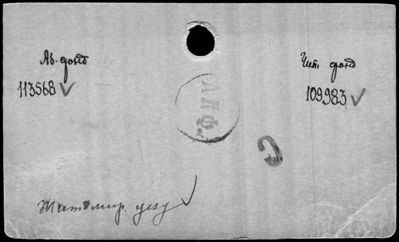 Ав. фонд
113568
Чит. фонд
109983
Житомир. уезд